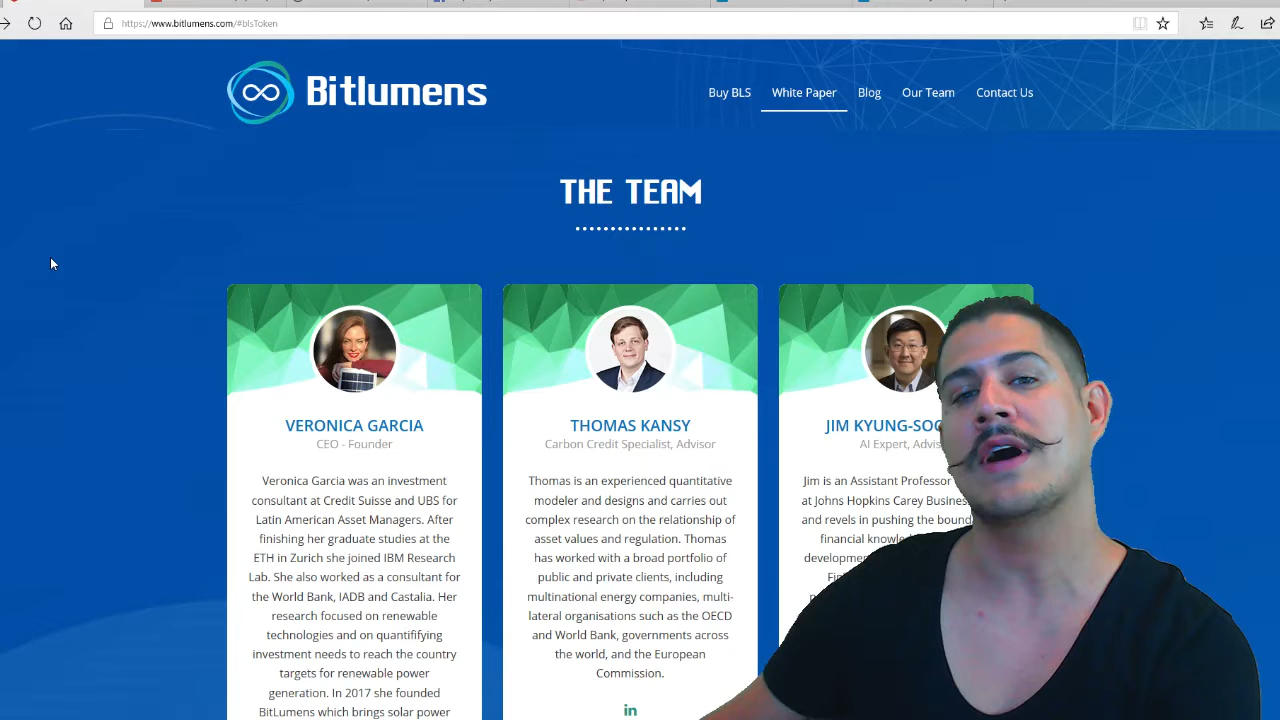 https://www.bitlumens.com/#blsToken
Bitlumens
Buy BLS White Paper Blog Our Team Contact Us
THE TEAM
VERONICA GARCIA
CEO - Founder
Veronica Garcia was an investment
consultant at Credit Suisse and UBS for
Latin American Asset Managers. After
finishing her graduate studies at the
ETH in Zurich she joined IBM Research
Lab. She also worked as a consultant for
the World Bank, IADB and Castalia. Her
research focused on renewable
technologies and on quantififying
investment needs to reach the country
targets for renewable power
generation. In 2017 she founded
BitLumens which brings solar power
THOMAS KANSY
Carbon Credit Specialist, Advisor
Thomas is an experienced quantitative
modeler and designs and carries out
complex research on the relationship of
asset values and regulation. Thomas
has worked with a broad portfolio of
public and private clients, including
multinational energy companies, multi-
lateral organisations such as the OECD
and World Bank, governments across
the world, and the European
Commission.
in
JIM KYUNG-SOO
AI Expert,
Jim is an Assistant Professor
at Johns Hopkins Carey
and revels in pushing the
financial